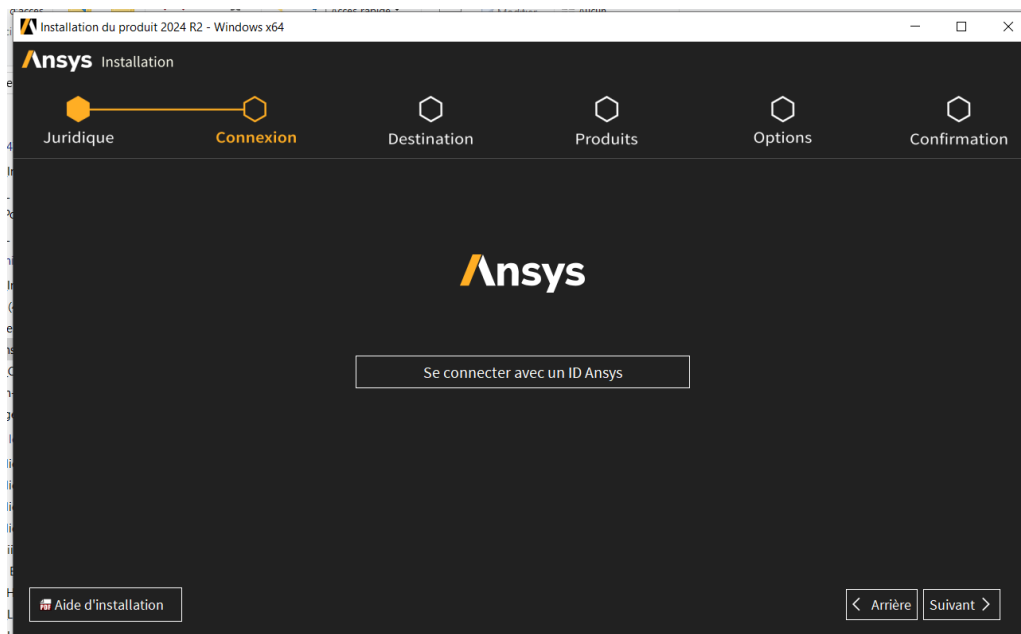 Installation du produit 2024 R2 - Windows x64
Ansys Installation
Juridique Connexion Destination Produits Options Confirmation
Ansys
Se connecter avec un ID Ansys
Aide d'installation
Arrière Suivant